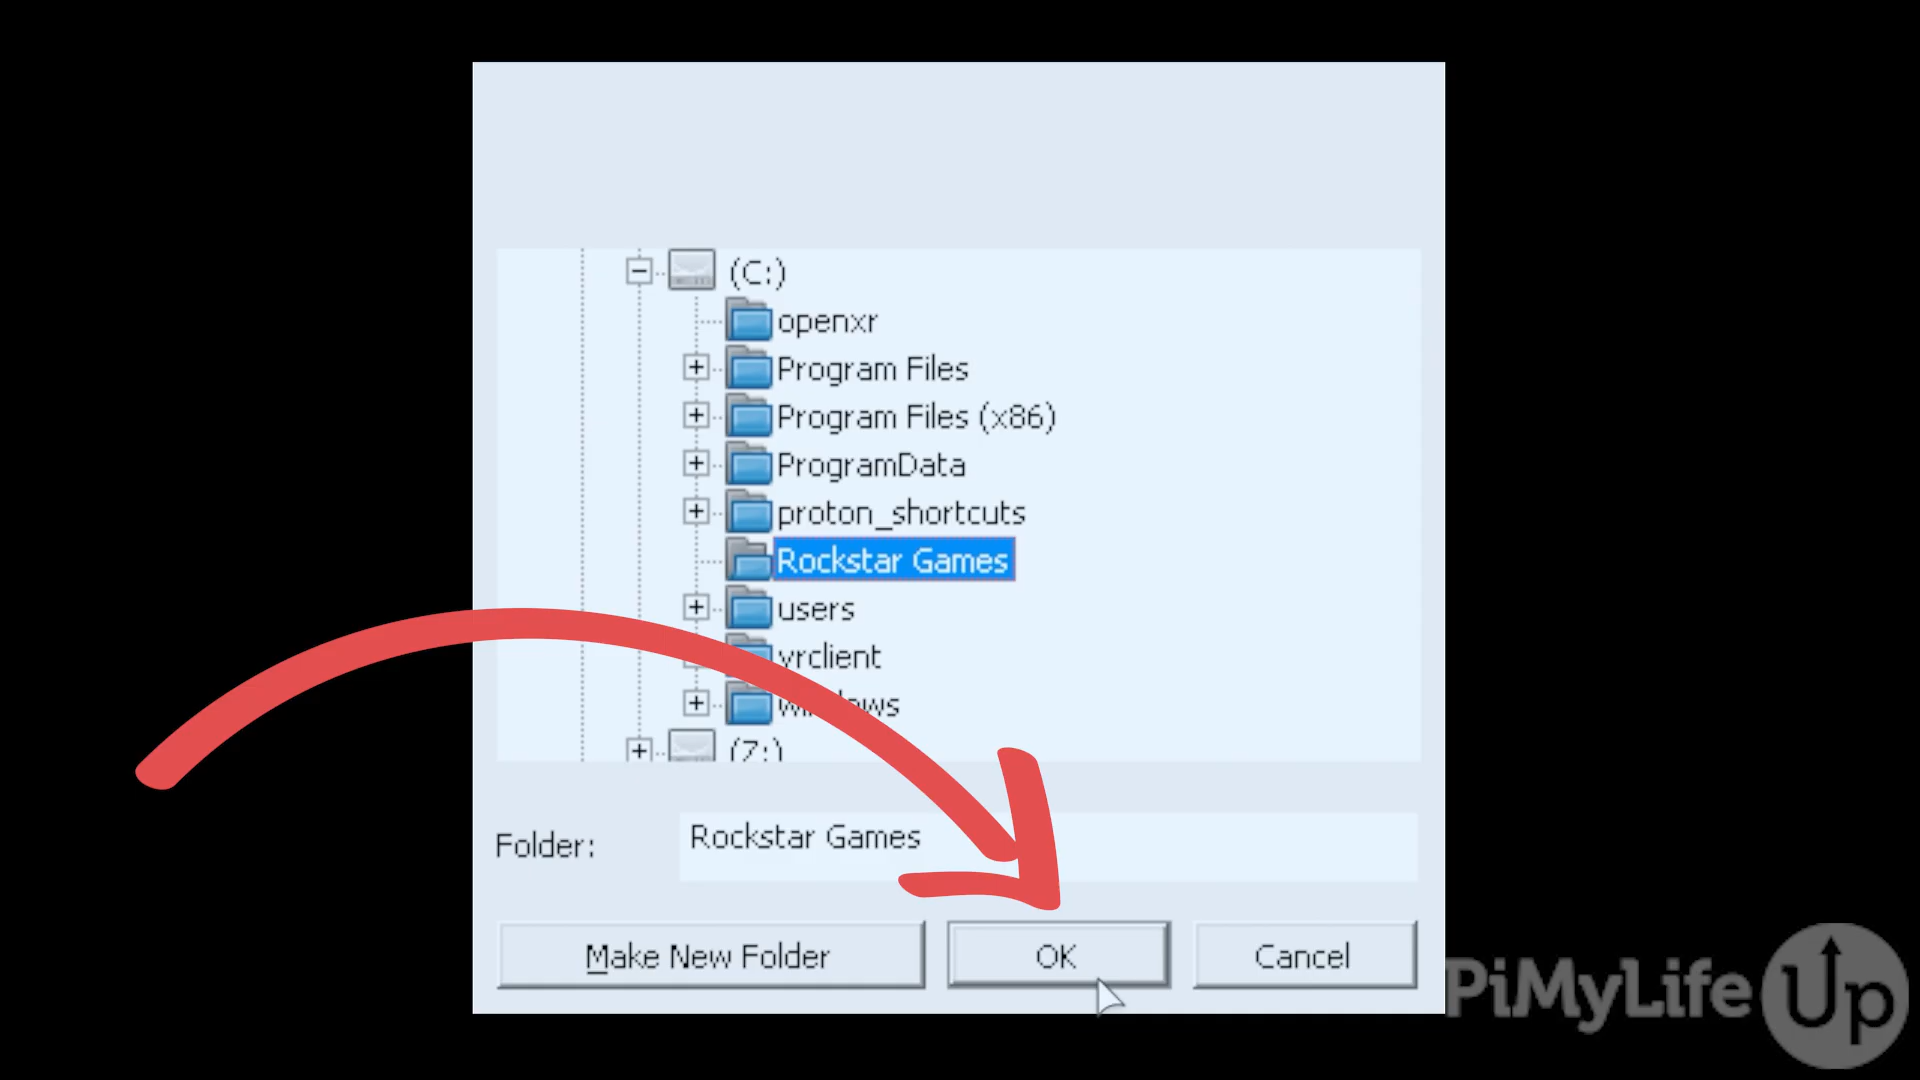 (C:)
openxr
Program Files
Program Files (x86)
ProgramData
proton_shortcuts
Rockstar Games
users
vrclient
windows
(Z:)
Folder:
Rockstar Games
Make New Folder
OK
Cancel
PiMyLifeUp